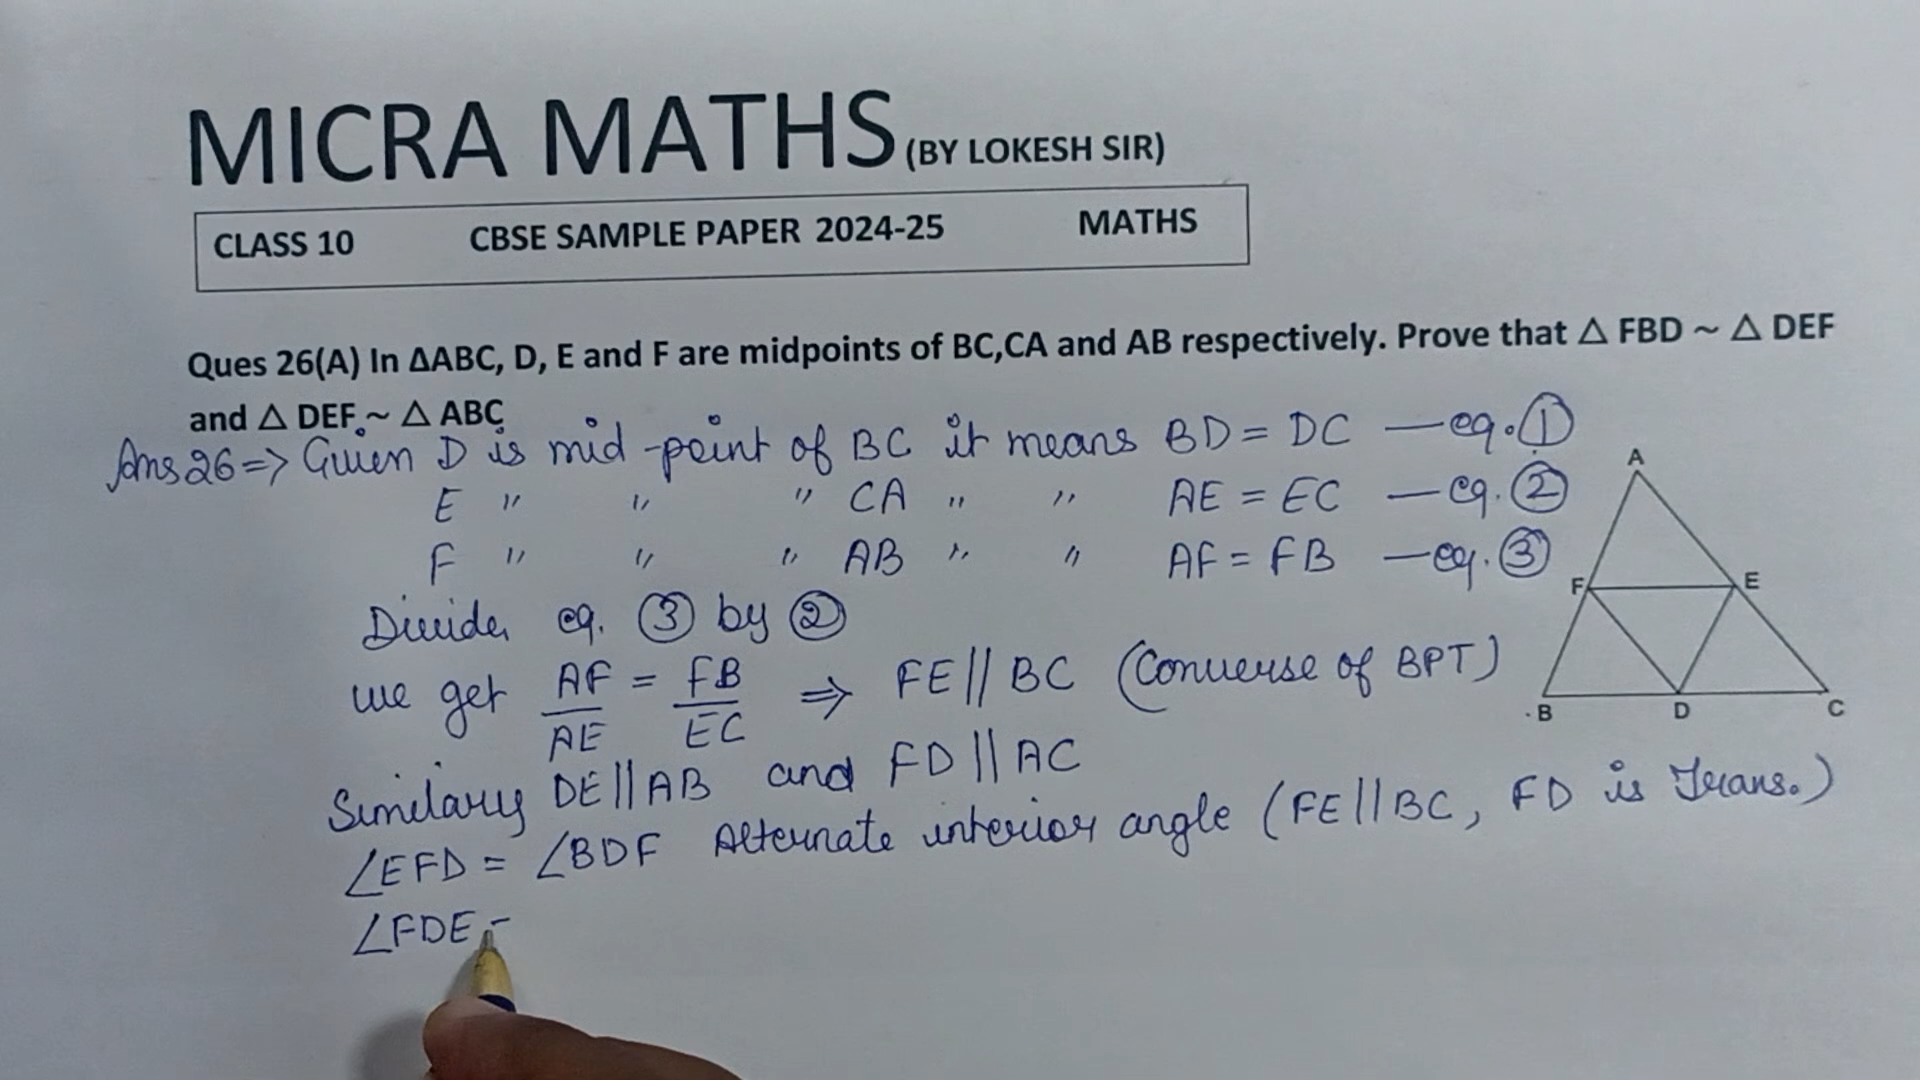 MICRA MATHS (BY LOKESH SIR)
CLASS 10 CBSE SAMPLE PAPER 2024-25 MATHS
Ques 26(A) In ΔABC, D, E and F are midpoints of BC,CA and AB respectively. Prove that △ FBD ~ △ DEF
and △ DEF ~ △ ABC
Ans 26 => Given D is mid-point of BC it means BD = DC — eq. ①
E " " " CA " " AE = EC — eq. ②
F " " " AB " " AF = FB — eq. ③
Divide eq. ③ by ②
we get AF/AE = FB/EC ⇒ FE || BC (Converse of BPT)
Similary DE || AB and FD || AC
∠EFD = ∠BDF Alternate interior angle (FE || BC, FD is Trans.)
∠FDE =
A
F
E
B
D
C